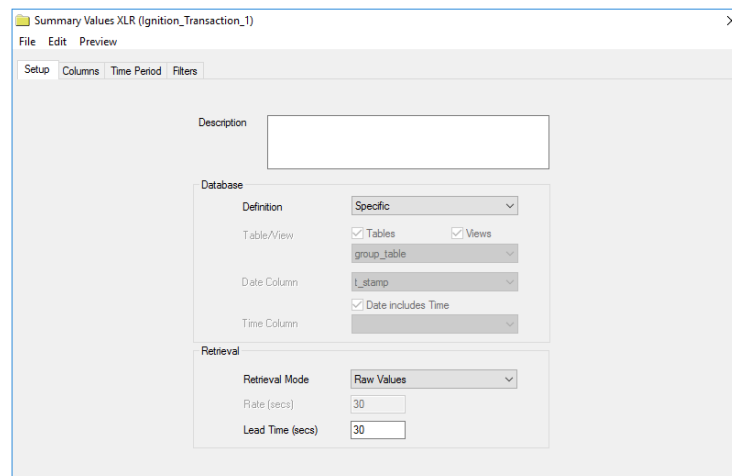 Summary Values XLR (Ignition_Transaction_1)
File Edit Preview
Setup Columns Time Period Filters
Description
Database
Definition Specific
Table/View Tables Views
group_table
Date Column t_stamp
Date includes Time
Time Column
Retrieval
Retrieval Mode Raw Values
Rate (secs) 30
Lead Time (secs) 30